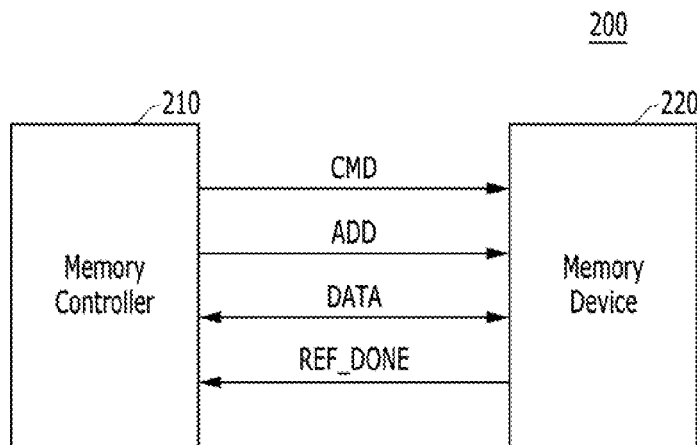 200
210
220
CMD
ADD
DATA
REF_DONE
Memory
Controller
Memory
Device